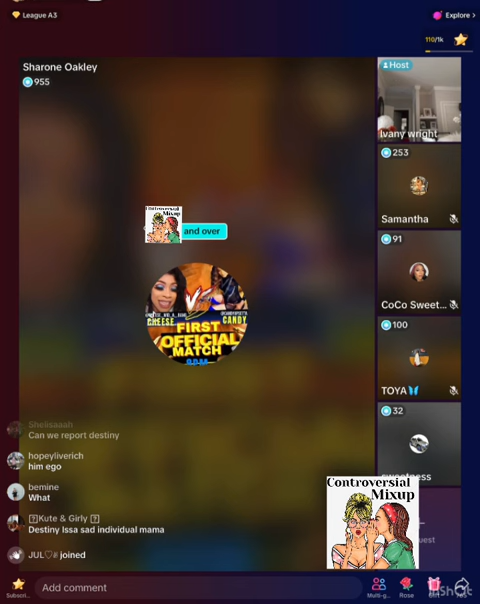 League A3
Explore >
110/1k
Sharone Oakley
955
Host
Ivany wright
253
Samantha
91
CoCo Sweet...
100
TOYA🦋
32
Controversial
Mixup
and over
CHEESE
CANDY
FIRST
OFFICIAL
MATCH
8PM
Sheiisaaah
Can we report destiny
hopeyliverich
him ego
bemine
What
⍰Kute & Girly ⍰
Destiny Issa sad individual mama
JUL♡ joined
Controversial
Mixup
Subscri...
Add comment
Multi-g...
Rose